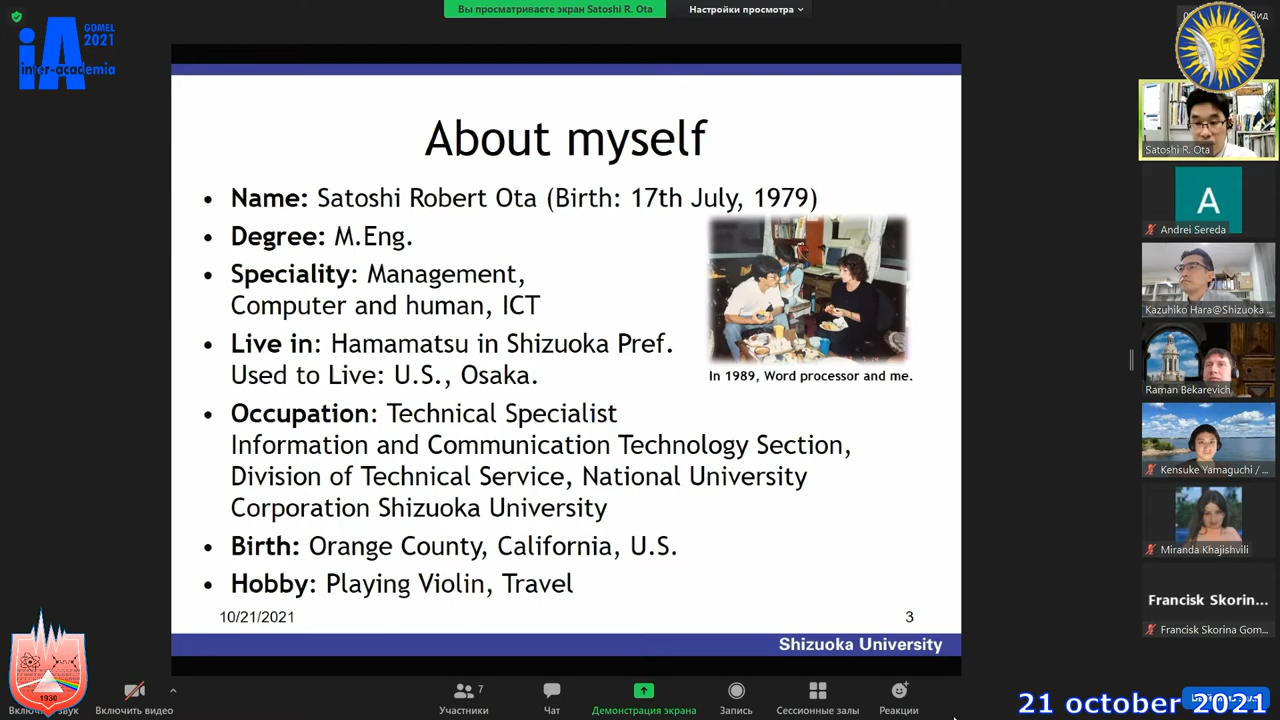 Вы просматриваете экран Satoshi R. Ota
Настройки просмотра
Вид
GOMEL
2021
iA
inter-academia
About myself
• Name: Satoshi Robert Ota (Birth: 17th July, 1979)
• Degree: M.Eng.
• Speciality: Management,
Computer and human, ICT
• Live in: Hamamatsu in Shizuoka Pref.
Used to Live: U.S., Osaka.
In 1989, Word processor and me.
• Occupation: Technical Specialist
Information and Communication Technology Section,
Division of Technical Service, National University
Corporation Shizuoka University
• Birth: Orange County, California, U.S.
• Hobby: Playing Violin, Travel
10/21/2021
3
Shizuoka University
Satoshi R. Ota
A
Andrei Sereda
Kazuhiko Hara@Shizuoka ...
Raman Bekarevich
Kensuke Yamaguchi / ...
Miranda Khajishvili
Francisk Skorin...
Francisk Skorina Gom...
1930
звук
Включить видео
7
Участники
Чат
Демонстрация экрана
Запись
Сессионные залы
Реакции
21 october 2021